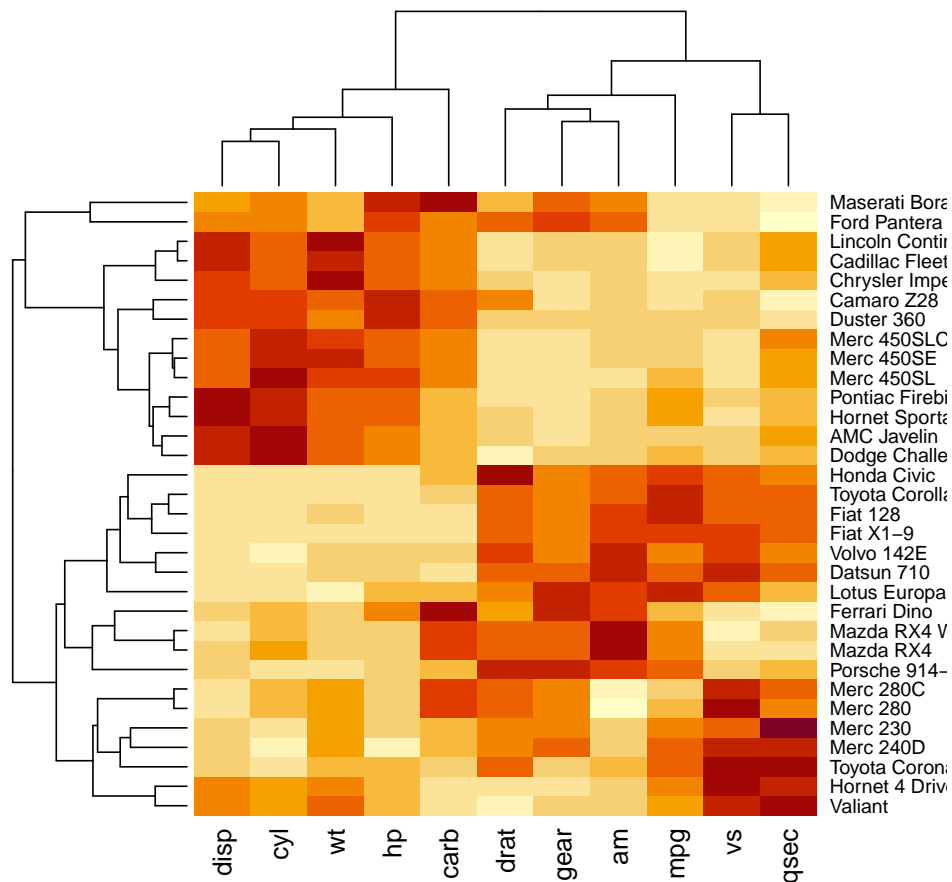 Maserati Bora
Ford Pantera
Lincoln Contin
Cadillac Fleet
Chrysler Impe
Camaro Z28
Duster 360
Merc 450SLC
Merc 450SE
Merc 450SL
Pontiac Firebi
Hornet Sporta
AMC Javelin
Dodge Challe
Honda Civic
Toyota Corolla
Fiat 128
Fiat X1−9
Volvo 142E
Datsun 710
Lotus Europa
Ferrari Dino
Mazda RX4 W
Mazda RX4
Porsche 914−
Merc 280C
Merc 280
Merc 230
Merc 240D
Toyota Corona
Hornet 4 Drive
Valiant
disp cyl wt hp carb drat gear am mpg vs qsec